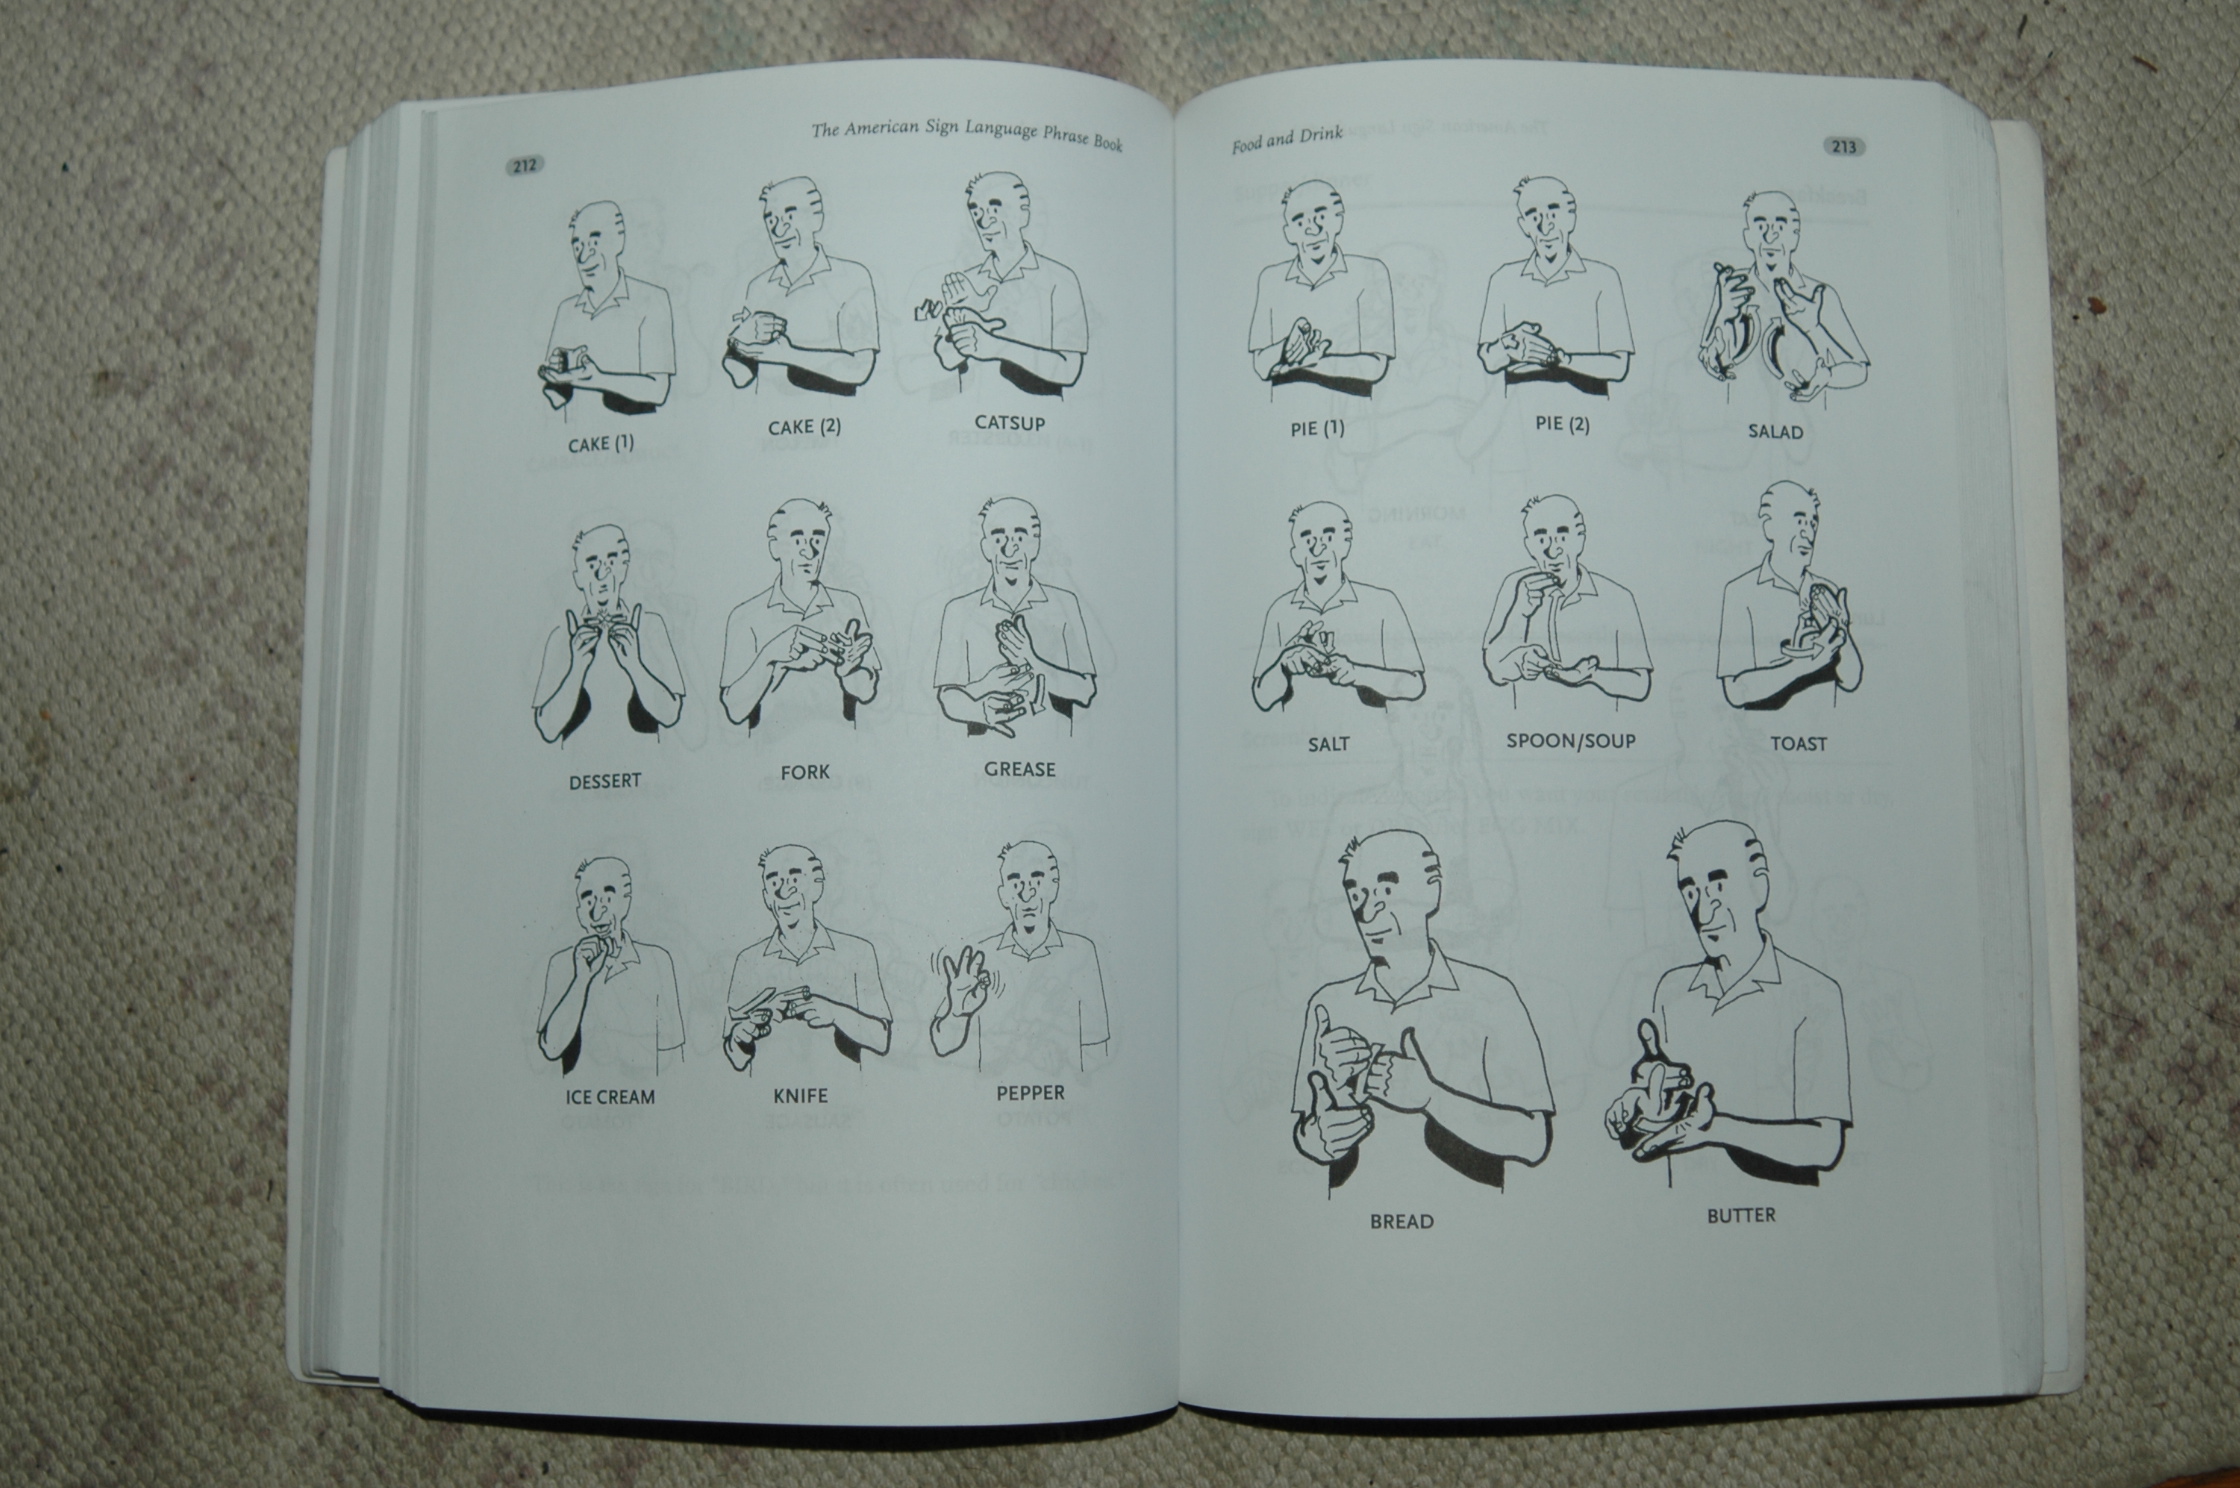 212
The American Sign Language Phrase Book
CAKE (1)
CAKE (2)
CATSUP
DESSERT
FORK
GREASE
ICE CREAM
KNIFE
PEPPER
Food and Drink
213
PIE (1)
PIE (2)
SALAD
SALT
SPOON/SOUP
TOAST
BREAD
BUTTER